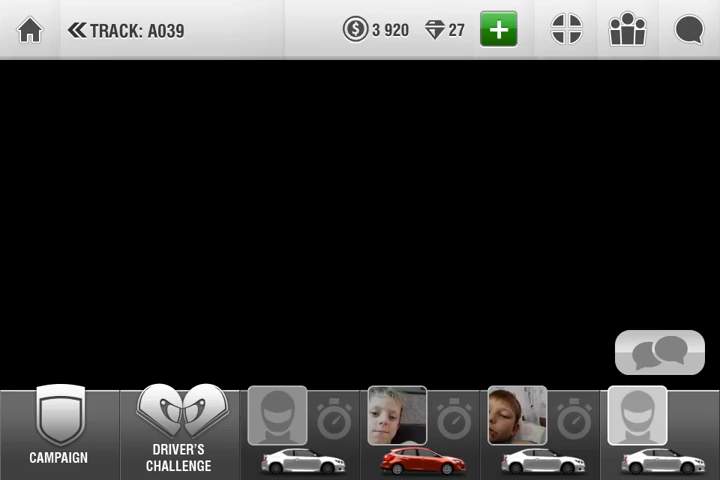 TRACK: A039
3 920
27
CAMPAIGN
DRIVER'S
CHALLENGE